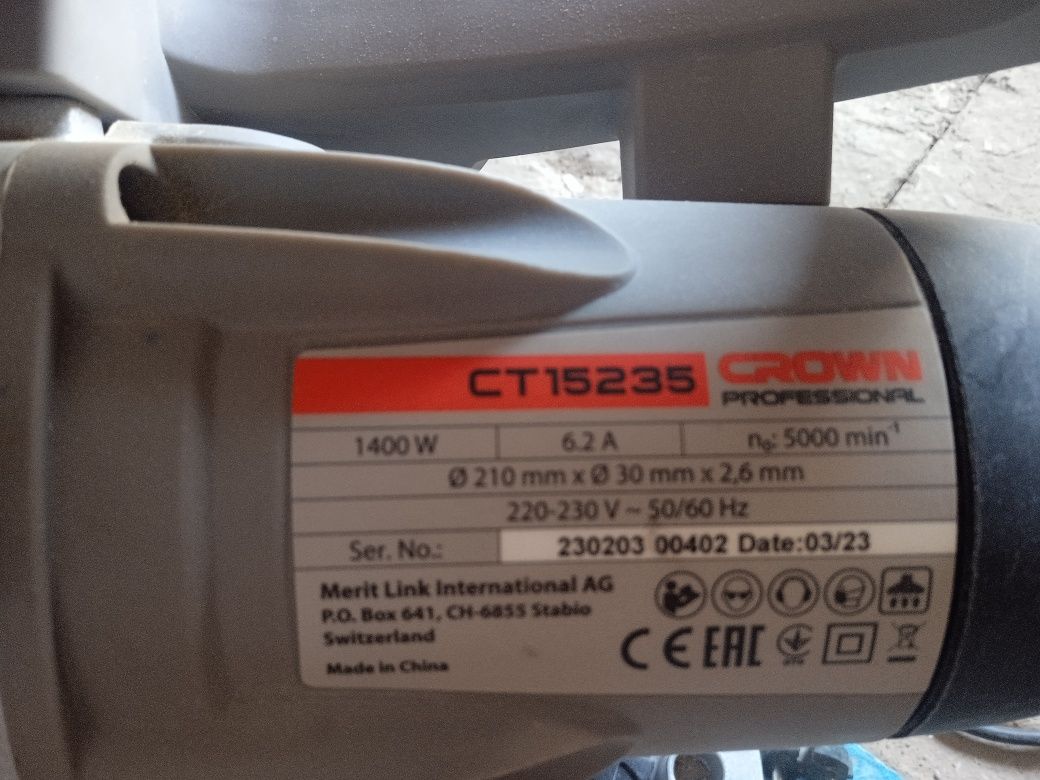 CT15235 CROWN
PROFESSIONAL
1400 W 6.2 A n₀: 5000 min⁻¹
Ø 210 mm x Ø 30 mm x 2,6 mm
220-230 V ~ 50/60 Hz
Ser. No.: 230203 00402 Date:03/23
Merit Link International AG
P.O. Box 641, CH-6855 Stabio
Switzerland
Made in China
CE EAC